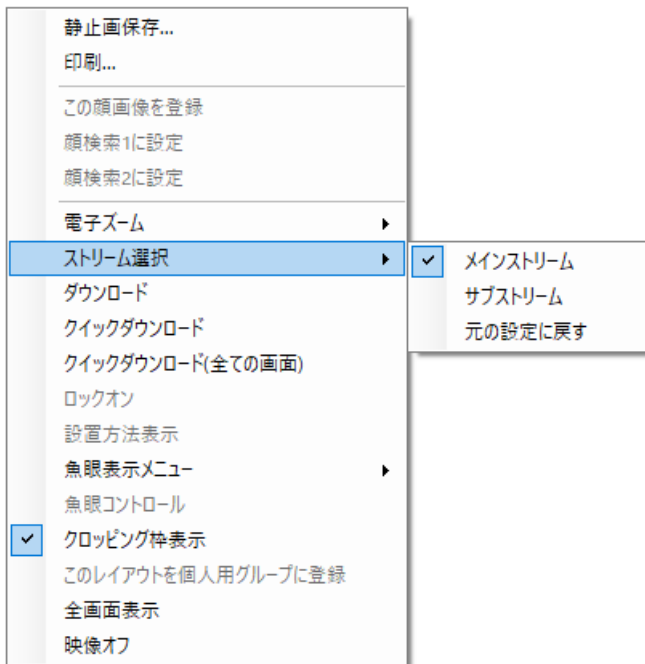 静止画保存...
印刷...
この顔画像を登録
顔検索1に設定
顔検索2に設定
電子ズーム
ストリーム選択
メインストリーム
サブストリーム
元の設定に戻す
ダウンロード
クイックダウンロード
クイックダウンロード(全ての画面)
ロックオン
設置方法表示
魚眼表示メニュー
魚眼コントロール
クロッピング枠表示
このレイアウトを個人用グループに登録
全画面表示
映像オフ